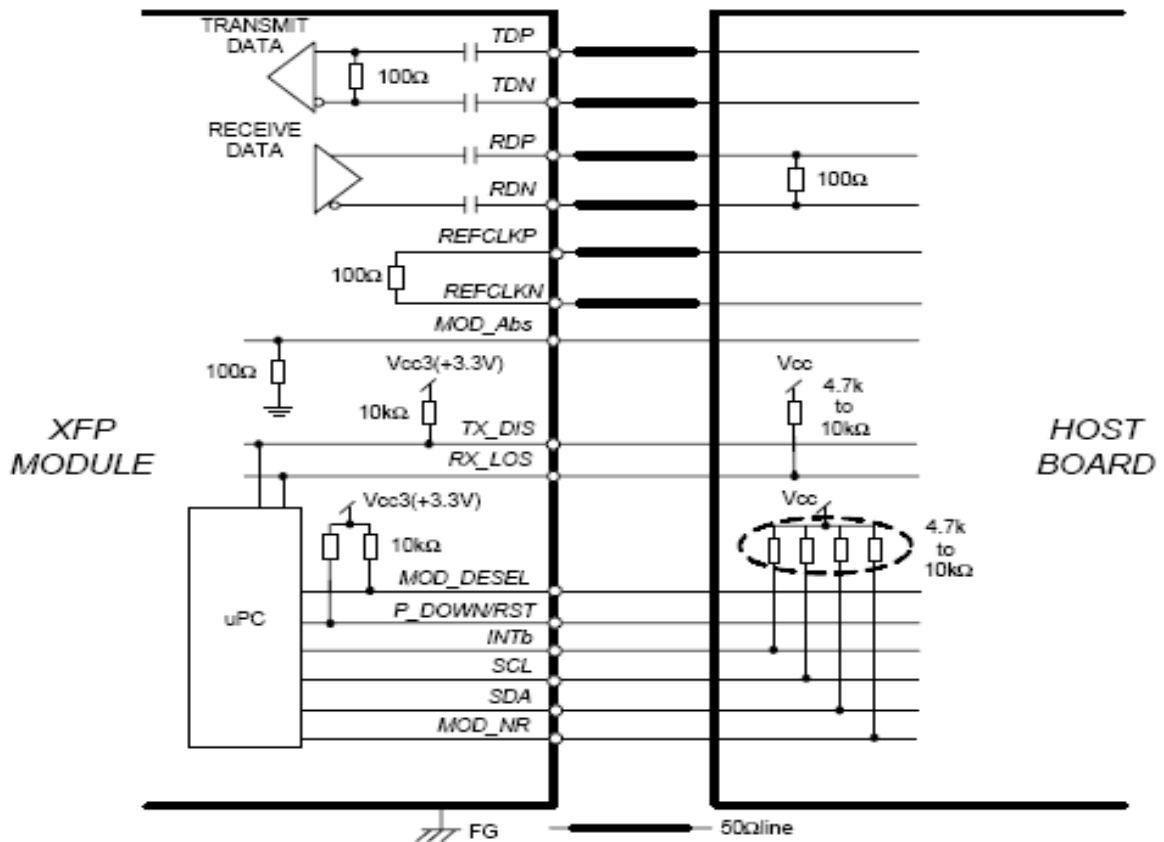 TRANSMIT
DATA
TDP
100Ω
TDN
RECEIVE
DATA
RDP
100Ω
RDN
REFCLKP
100Ω
REFCLKN
MOD_Abs
100Ω
Vcc3(+3.3V)
10kΩ
Vcc
4.7k
to
10kΩ
TX_DIS
RX_LOS
XFP
MODULE
HOST
BOARD
Vcc3(+3.3V)
10kΩ
Vcc
4.7k
to
10kΩ
MOD_DESEL
uPC
P_DOWN/RST
INTb
SCL
SDA
MOD_NR
FG
50Ωline